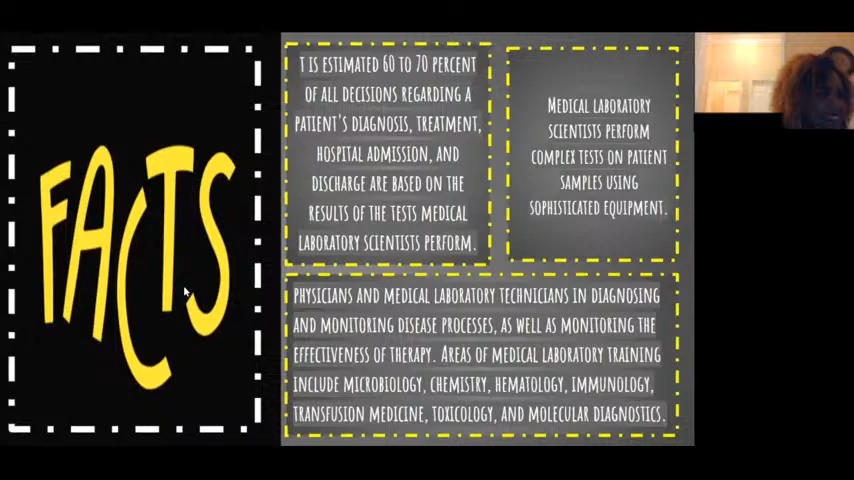 FACTS
T IS ESTIMATED 60 TO 70 PERCENT
OF ALL DECISIONS REGARDING A
PATIENT'S DIAGNOSIS, TREATMENT,
HOSPITAL ADMISSION, AND
DISCHARGE ARE BASED ON THE
RESULTS OF THE TESTS MEDICAL
LABORATORY SCIENTISTS PERFORM.
MEDICAL LABORATORY
SCIENTISTS PERFORM
COMPLEX TESTS ON PATIENT
SAMPLES USING
SOPHISTICATED EQUIPMENT.
PHYSICIANS AND MEDICAL LABORATORY TECHNICIANS IN DIAGNOSING
AND MONITORING DISEASE PROCESSES, AS WELL AS MONITORING THE
EFFECTIVENESS OF THERAPY. AREAS OF MEDICAL LABORATORY TRAINING
INCLUDE MICROBIOLOGY, CHEMISTRY, HEMATOLOGY, IMMUNOLOGY,
TRANSFUSION MEDICINE, TOXICOLOGY, AND MOLECULAR DIAGNOSTICS.